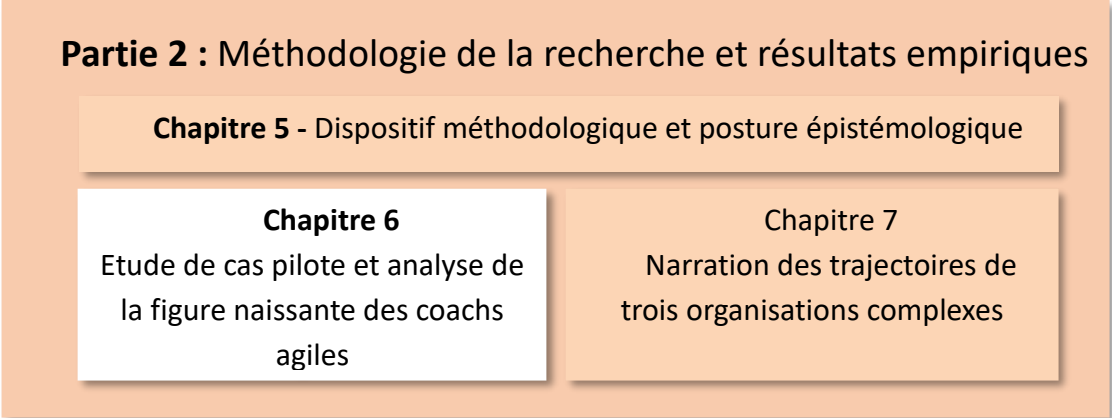 Partie 2 : Méthodologie de la recherche et résultats empiriques
Chapitre 5 - Dispositif méthodologique et posture épistémologique
Chapitre 6
Etude de cas pilote et analyse de
la figure naissante des coachs
agiles
Chapitre 7
Narration des trajectoires de
trois organisations complexes